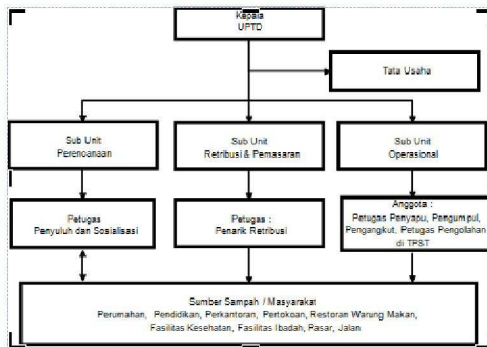 Kepala
UPTD
Tata Usaha
Sub Unit
Perencanaan
Sub Unit
Retribusi & Pemasaran
Sub Unit
Operasional
Petugas
Penyuluh dan Sosialisasi
Petugas :
Penarik Retribusi
Anggota :
Petugas Penyapu, Pengumpul,
Pengangkut, Petugas Pengolahan
di TPST
Sumber Sampah / Masyarakat
Perumahan, Pendidikan, Perkantoran, Pertokoan, Restoran Warung Makan,
Fasilitas Kesehatan, Fasilitas Ibadah, Pasar, Jalan